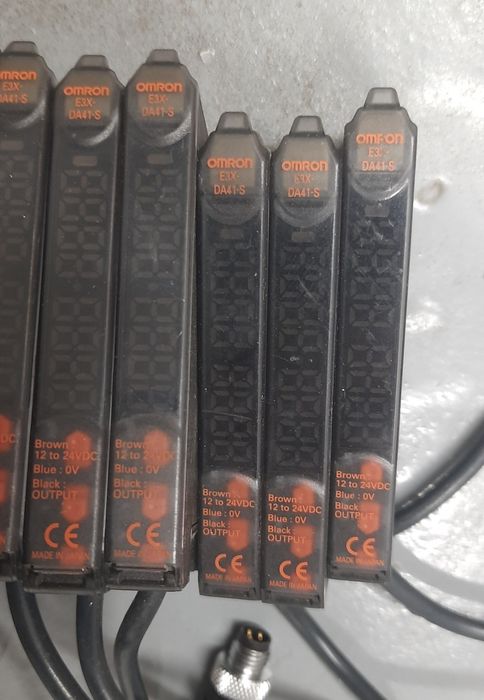 OMRON
E3X-
DA41-S
OMRON
E3X-
DA41-S
OMRON
E3X-
DA41-S
OMRON
E3X-
DA41-S
OMRON
E3X-
DA41-S
OMRON
DA41-S
VDC
Brown :
12 to 24VDC
Blue : 0V
Black :
OUTPUT
CE
MADE IN JAPAN
Brown :
12 to 24VDC
Blue : 0V
Black :
OUTPUT
CE
MADE IN JAPAN
Brown :
12 to 24VDC
Blue : 0V
Black :
OUTPUT
CE
MADE IN JAPAN
Brown :
12 to 24VDC
Blue : 0V
Black :
OUTPUT
CE
MADE IN JAPAN
Brown :
12 to 24VDC
Blue : 0V
Black :
OUTPUT
CE
MADE IN JAPAN